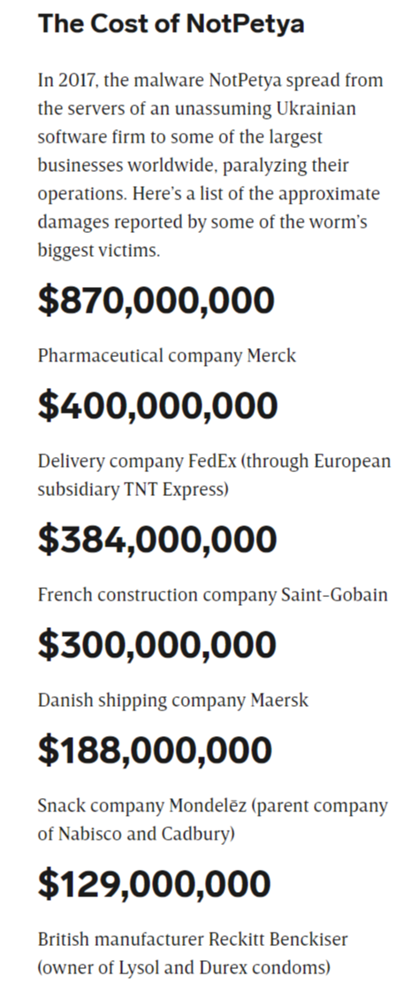 The Cost of NotPetya
In 2017, the malware NotPetya spread from
the servers of an unassuming Ukrainian
software firm to some of the largest
businesses worldwide, paralyzing their
operations. Here’s a list of the approximate
damages reported by some of the worm’s
biggest victims.
$870,000,000
Pharmaceutical company Merck
$400,000,000
Delivery company FedEx (through European
subsidiary TNT Express)
$384,000,000
French construction company Saint-Gobain
$300,000,000
Danish shipping company Maersk
$188,000,000
Snack company Mondelēz (parent company
of Nabisco and Cadbury)
$129,000,000
British manufacturer Reckitt Benckiser
(owner of Lysol and Durex condoms)